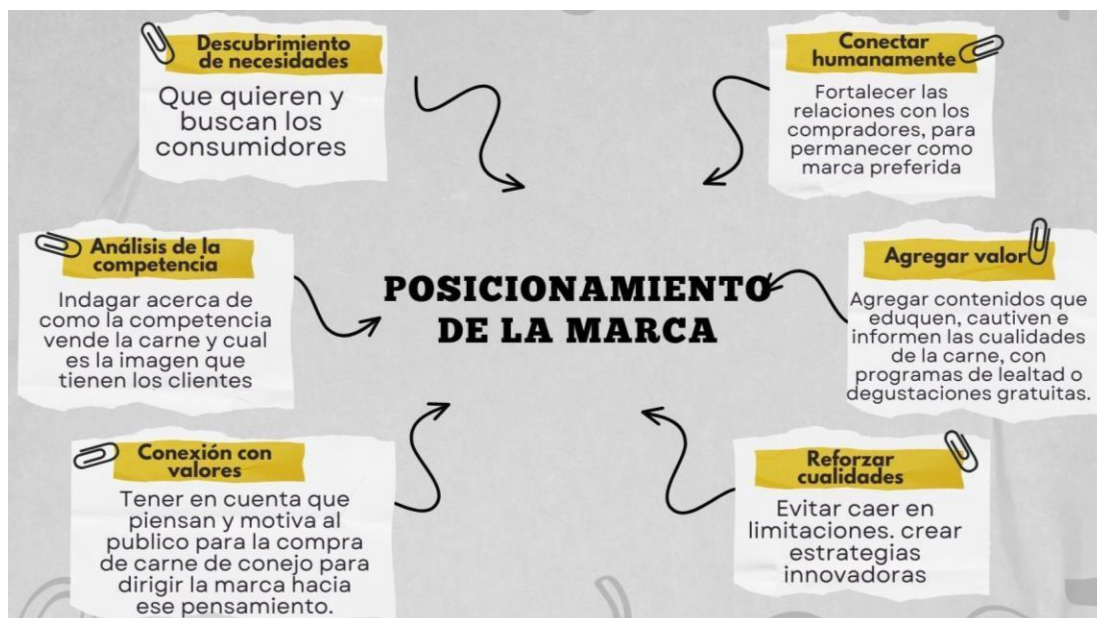 Descubrimiento
de necesidades
Que quieren y
buscan los
consumidores
Conectar
humanamente
Fortalecer las
relaciones con los
compradores, para
permanecer como
marca preferida
Análisis de la
competencia
Indagar acerca de
como la competencia
vende la carne y cual
es la imagen que
tienen los clientes
POSICIONAMIENTO
DE LA MARCA
Agregar valor
Agregar contenidos que
eduquen, cautiven e
informen las cualidades
de la carne, con
programas de lealtad o
degustaciones gratuitas.
Conexión con
valores
Tener en cuenta que
piensan y motiva al
publico para la compra
de carne de conejo para
dirigir la marca hacia
ese pensamiento.
Reforzar
cualidades
Evitar caer en
limitaciones. crear
estrategias
innovadoras